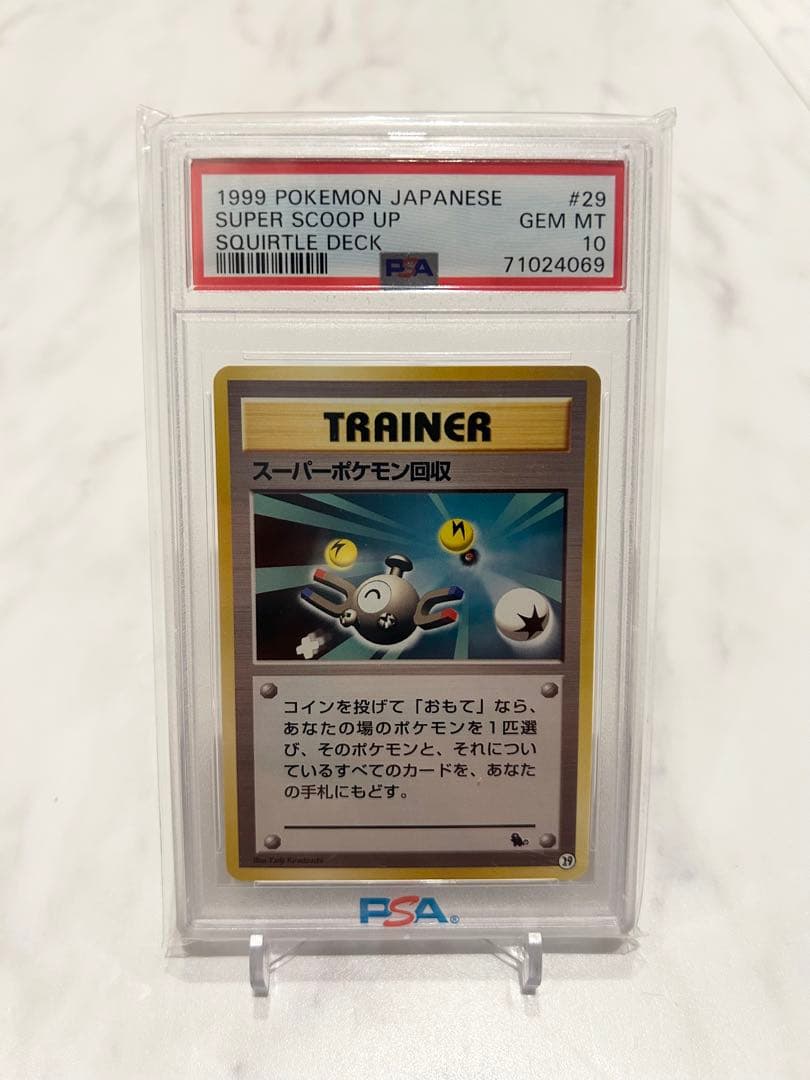 1999 POKEMON JAPANESE #29
SUPER SCOOP UP GEM MT
SQUIRTLE DECK 10
PSA 71024069
TRAINER
スーパーポケモン回収
コインを投げて「おもて」なら、
あなたの場のポケモンを1匹選
び、そのポケモンと、それについ
ているすべてのカードを、あなた
の手札にもどす。
29
PSA®